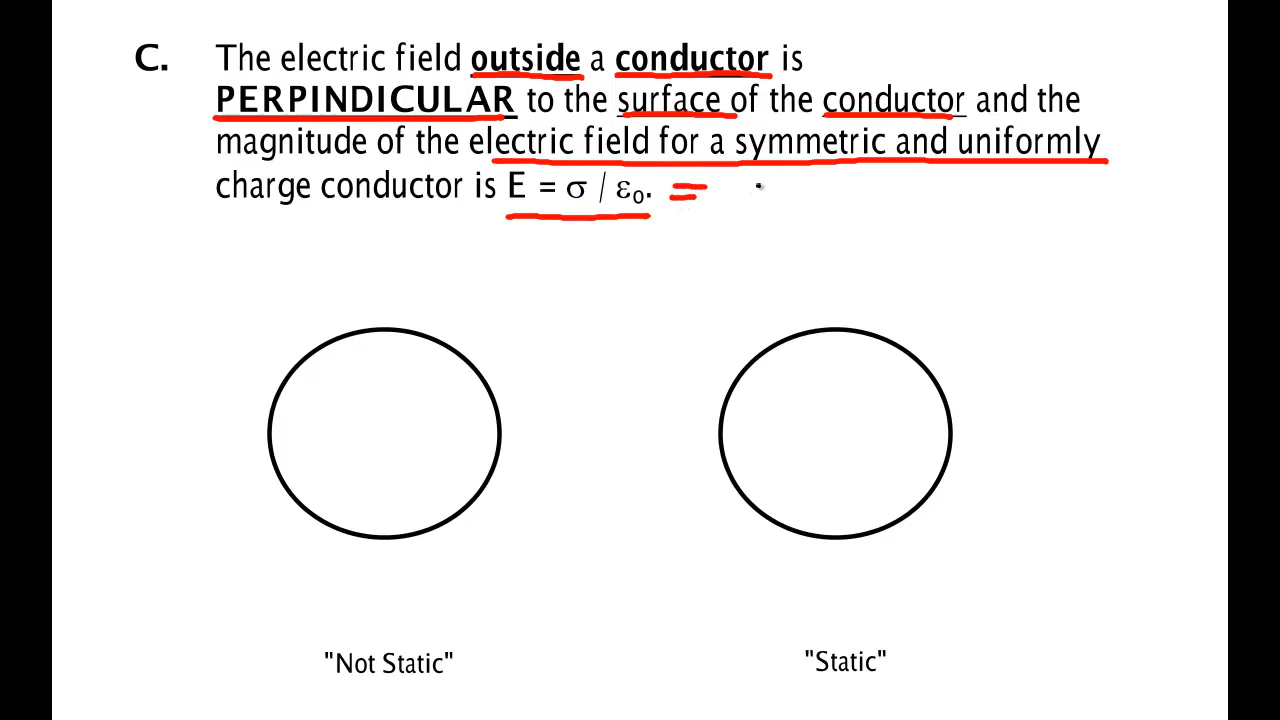 C. The electric field outside a conductor is
PERPINDICULAR to the surface of the conductor and the
magnitude of the electric field for a symmetric and uniformly
charge conductor is E = σ / ε₀. =
"Not Static"
"Static"